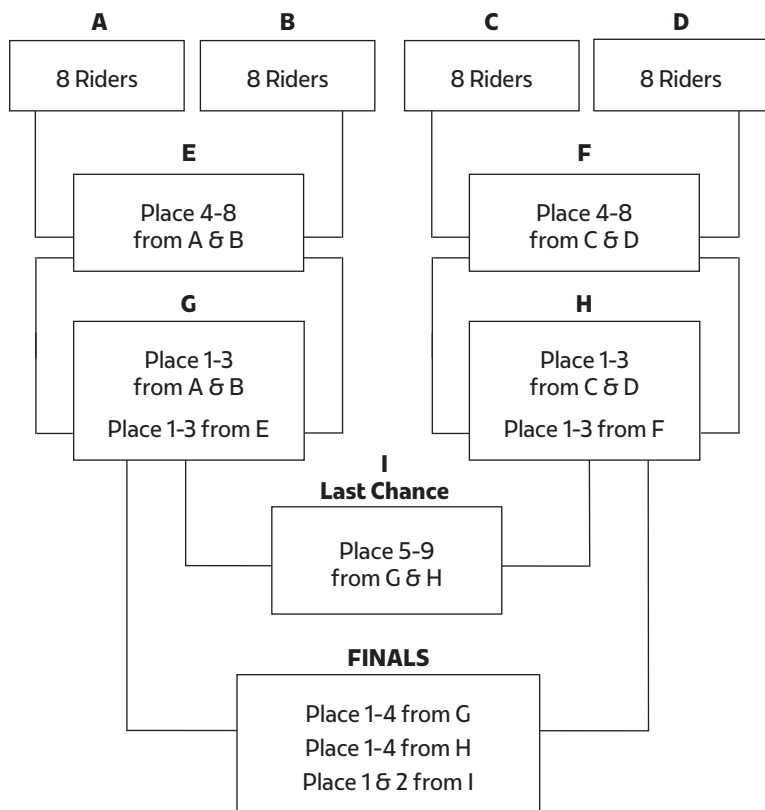 A
B
C
D
8 Riders
8 Riders
8 Riders
8 Riders
E
F
Place 4-8
from A & B
Place 4-8
from C & D
G
H
Place 1-3
from A & B
Place 1-3 from E
Place 1-3
from C & D
Place 1-3 from F
I
Last Chance
Place 5-9
from G & H
FINALS
Place 1-4 from G
Place 1-4 from H
Place 1 & 2 from I